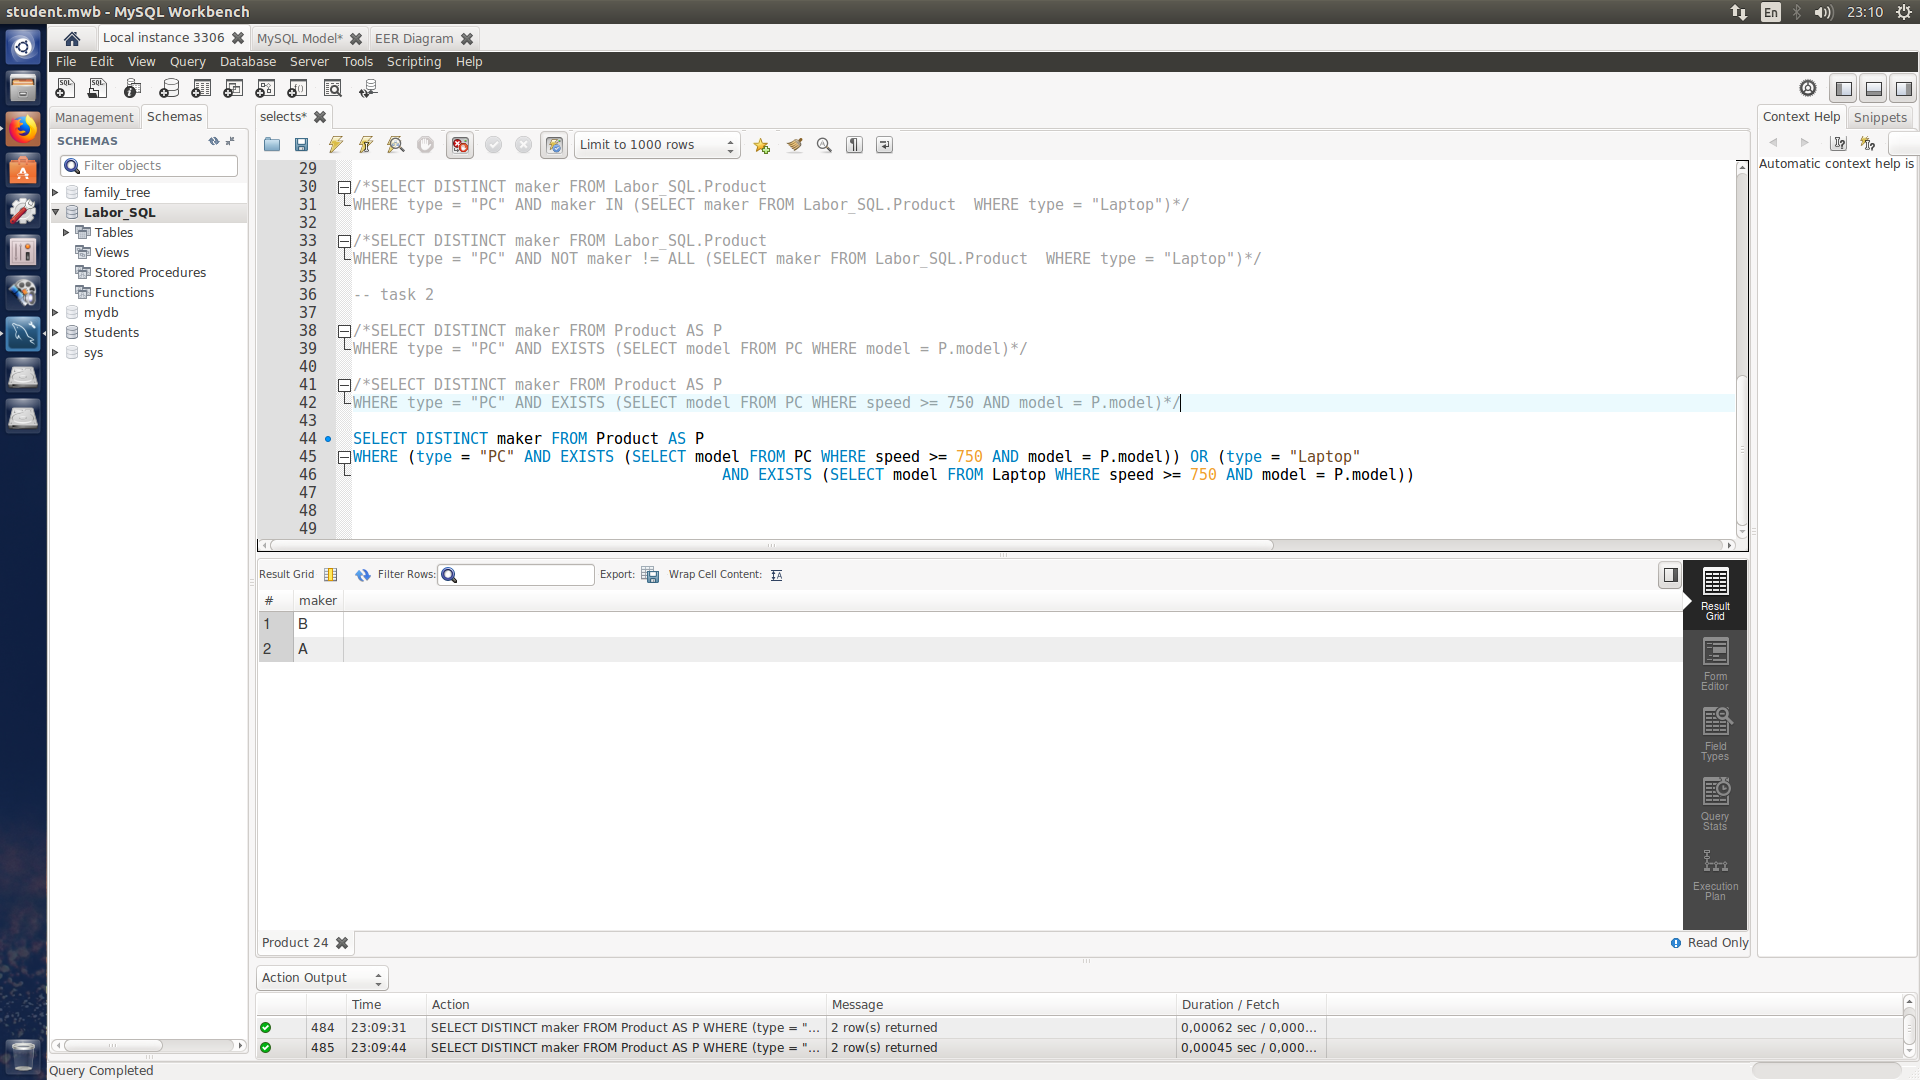 student.mwb - MySQL Workbench
En
23:10
Local instance 3306
MySQL Model*
EER Diagram
File Edit View Query Database Server Tools Scripting Help
Management
Schemas
SCHEMAS
Filter objects
family_tree
Labor_SQL
Tables
Views
Stored Procedures
Functions
mydb
Students
sys
selects*
Limit to 1000 rows
29
30 /*SELECT DISTINCT maker FROM Labor_SQL.Product
31 WHERE type = "PC" AND maker IN (SELECT maker FROM Labor_SQL.Product  WHERE type = "Laptop")*/
32
33 /*SELECT DISTINCT maker FROM Labor_SQL.Product
34 WHERE type = "PC" AND NOT maker != ALL (SELECT maker FROM Labor_SQL.Product  WHERE type = "Laptop")*/
35
36 -- task 2
37
38 /*SELECT DISTINCT maker FROM Product AS P
39 WHERE type = "PC" AND EXISTS (SELECT model FROM PC WHERE model = P.model)*/
40
41 /*SELECT DISTINCT maker FROM Product AS P
42 WHERE type = "PC" AND EXISTS (SELECT model FROM PC WHERE speed >= 750 AND model = P.model)*/
43
44 SELECT DISTINCT maker FROM Product AS P
45 WHERE (type = "PC" AND EXISTS (SELECT model FROM PC WHERE speed >= 750 AND model = P.model)) OR (type = "Laptop"
46 AND EXISTS (SELECT model FROM Laptop WHERE speed >= 750 AND model = P.model))
47
48
49
Result Grid
Filter Rows:
Export:
Wrap Cell Content:
# maker
1 B
2 A
Result Grid
Form Editor
Field Types
Query Stats
Execution Plan
Product 24
Read Only
Context Help
Snippets
Automatic context help is
Action Output
Time Action Message Duration / Fetch
484 23:09:31 SELECT DISTINCT maker FROM Product AS P WHERE (type = "... 2 row(s) returned 0,00062 sec / 0,000...
485 23:09:44 SELECT DISTINCT maker FROM Product AS P WHERE (type = "... 2 row(s) returned 0,00045 sec / 0,000...
Query Completed